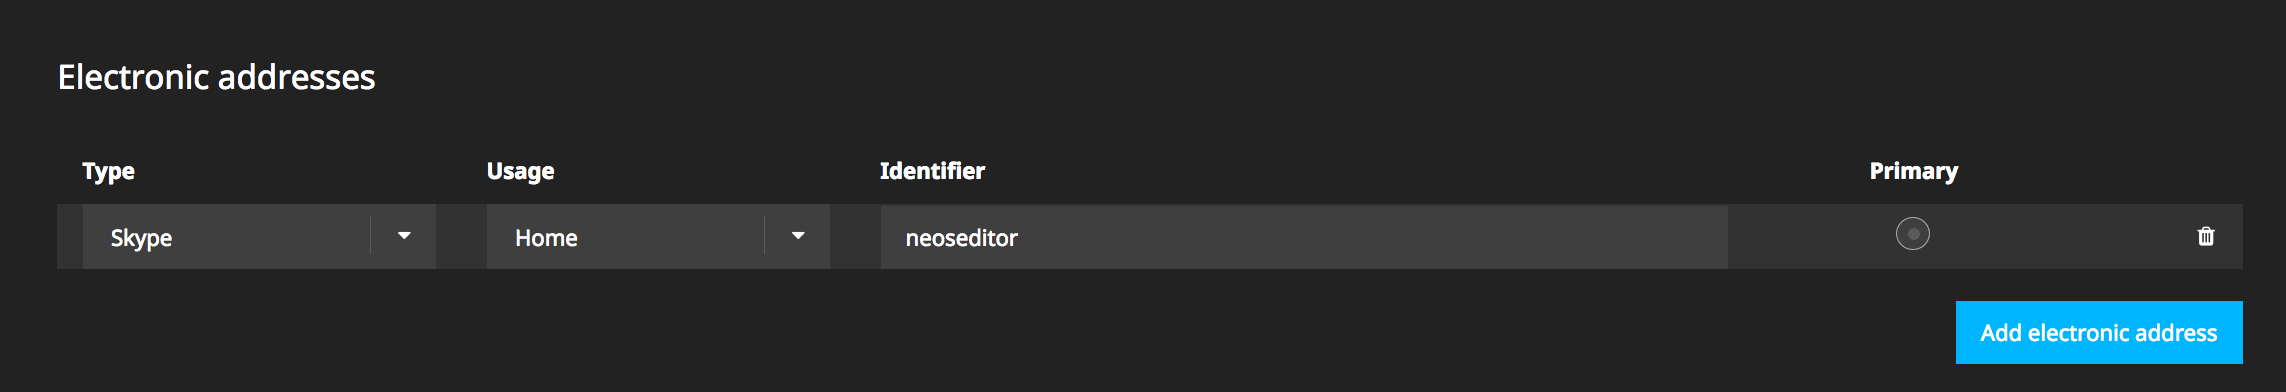 Electronic addresses
Type Usage Identifier Primary
Skype Home neoseditor
Add electronic address